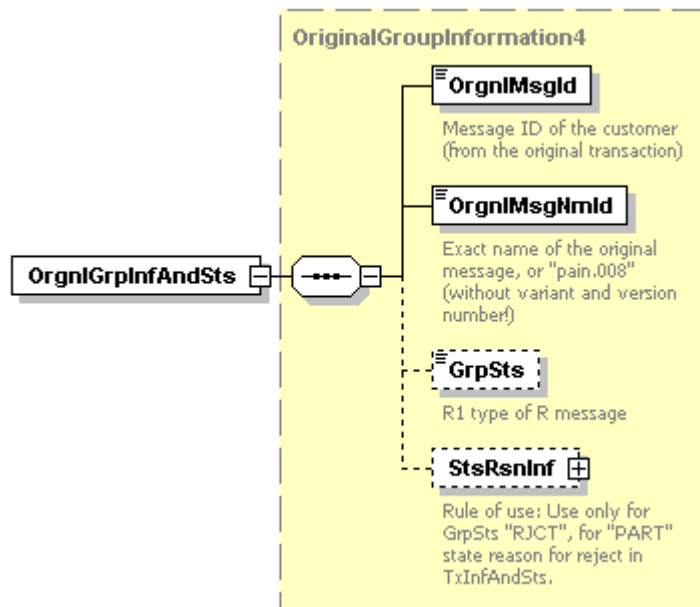 OriginalGroupInformation4
OrgnlMsgId
Message ID of the customer
(from the original transaction)
OrgnlMsgNmId
Exact name of the original
message, or "pain.008"
(without variant and version
number!)
OrgnlGrpInfAndSts
GrpSts
R1 type of R message
StsRsnInf
Rule of use: Use only for
GrpSts "RJCT", for "PART"
state reason for reject in
TxInfAndSts.